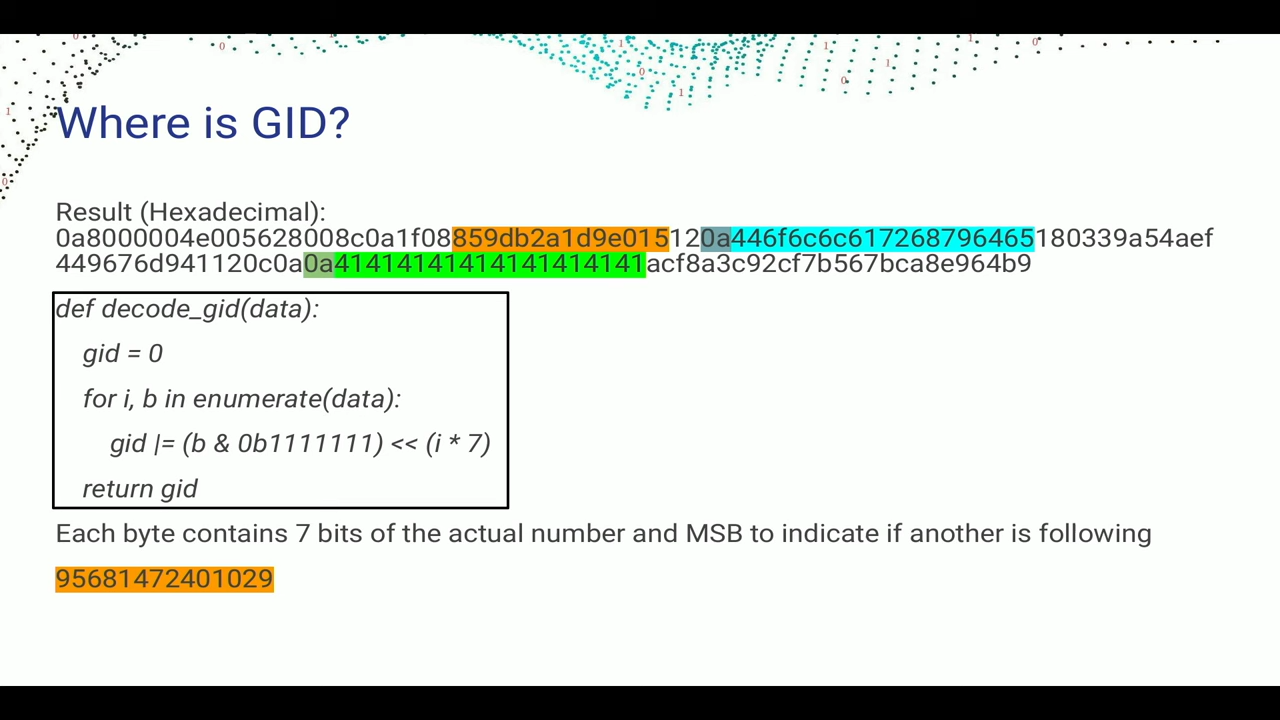 Where is GID?
Result (Hexadecimal):
0a8000004e005628008c0a1f08859db2a1d9e015120a446f6c6c617268796465180339a54aef
449676d941120c0a0a41414141414141414141acf8a3c92cf7b567bca8e964b9
def decode_gid(data):
gid = 0
for i, b in enumerate(data):
gid |= (b & 0b1111111) << (i * 7)
return gid
Each byte contains 7 bits of the actual number and MSB to indicate if another is following
95681472401029